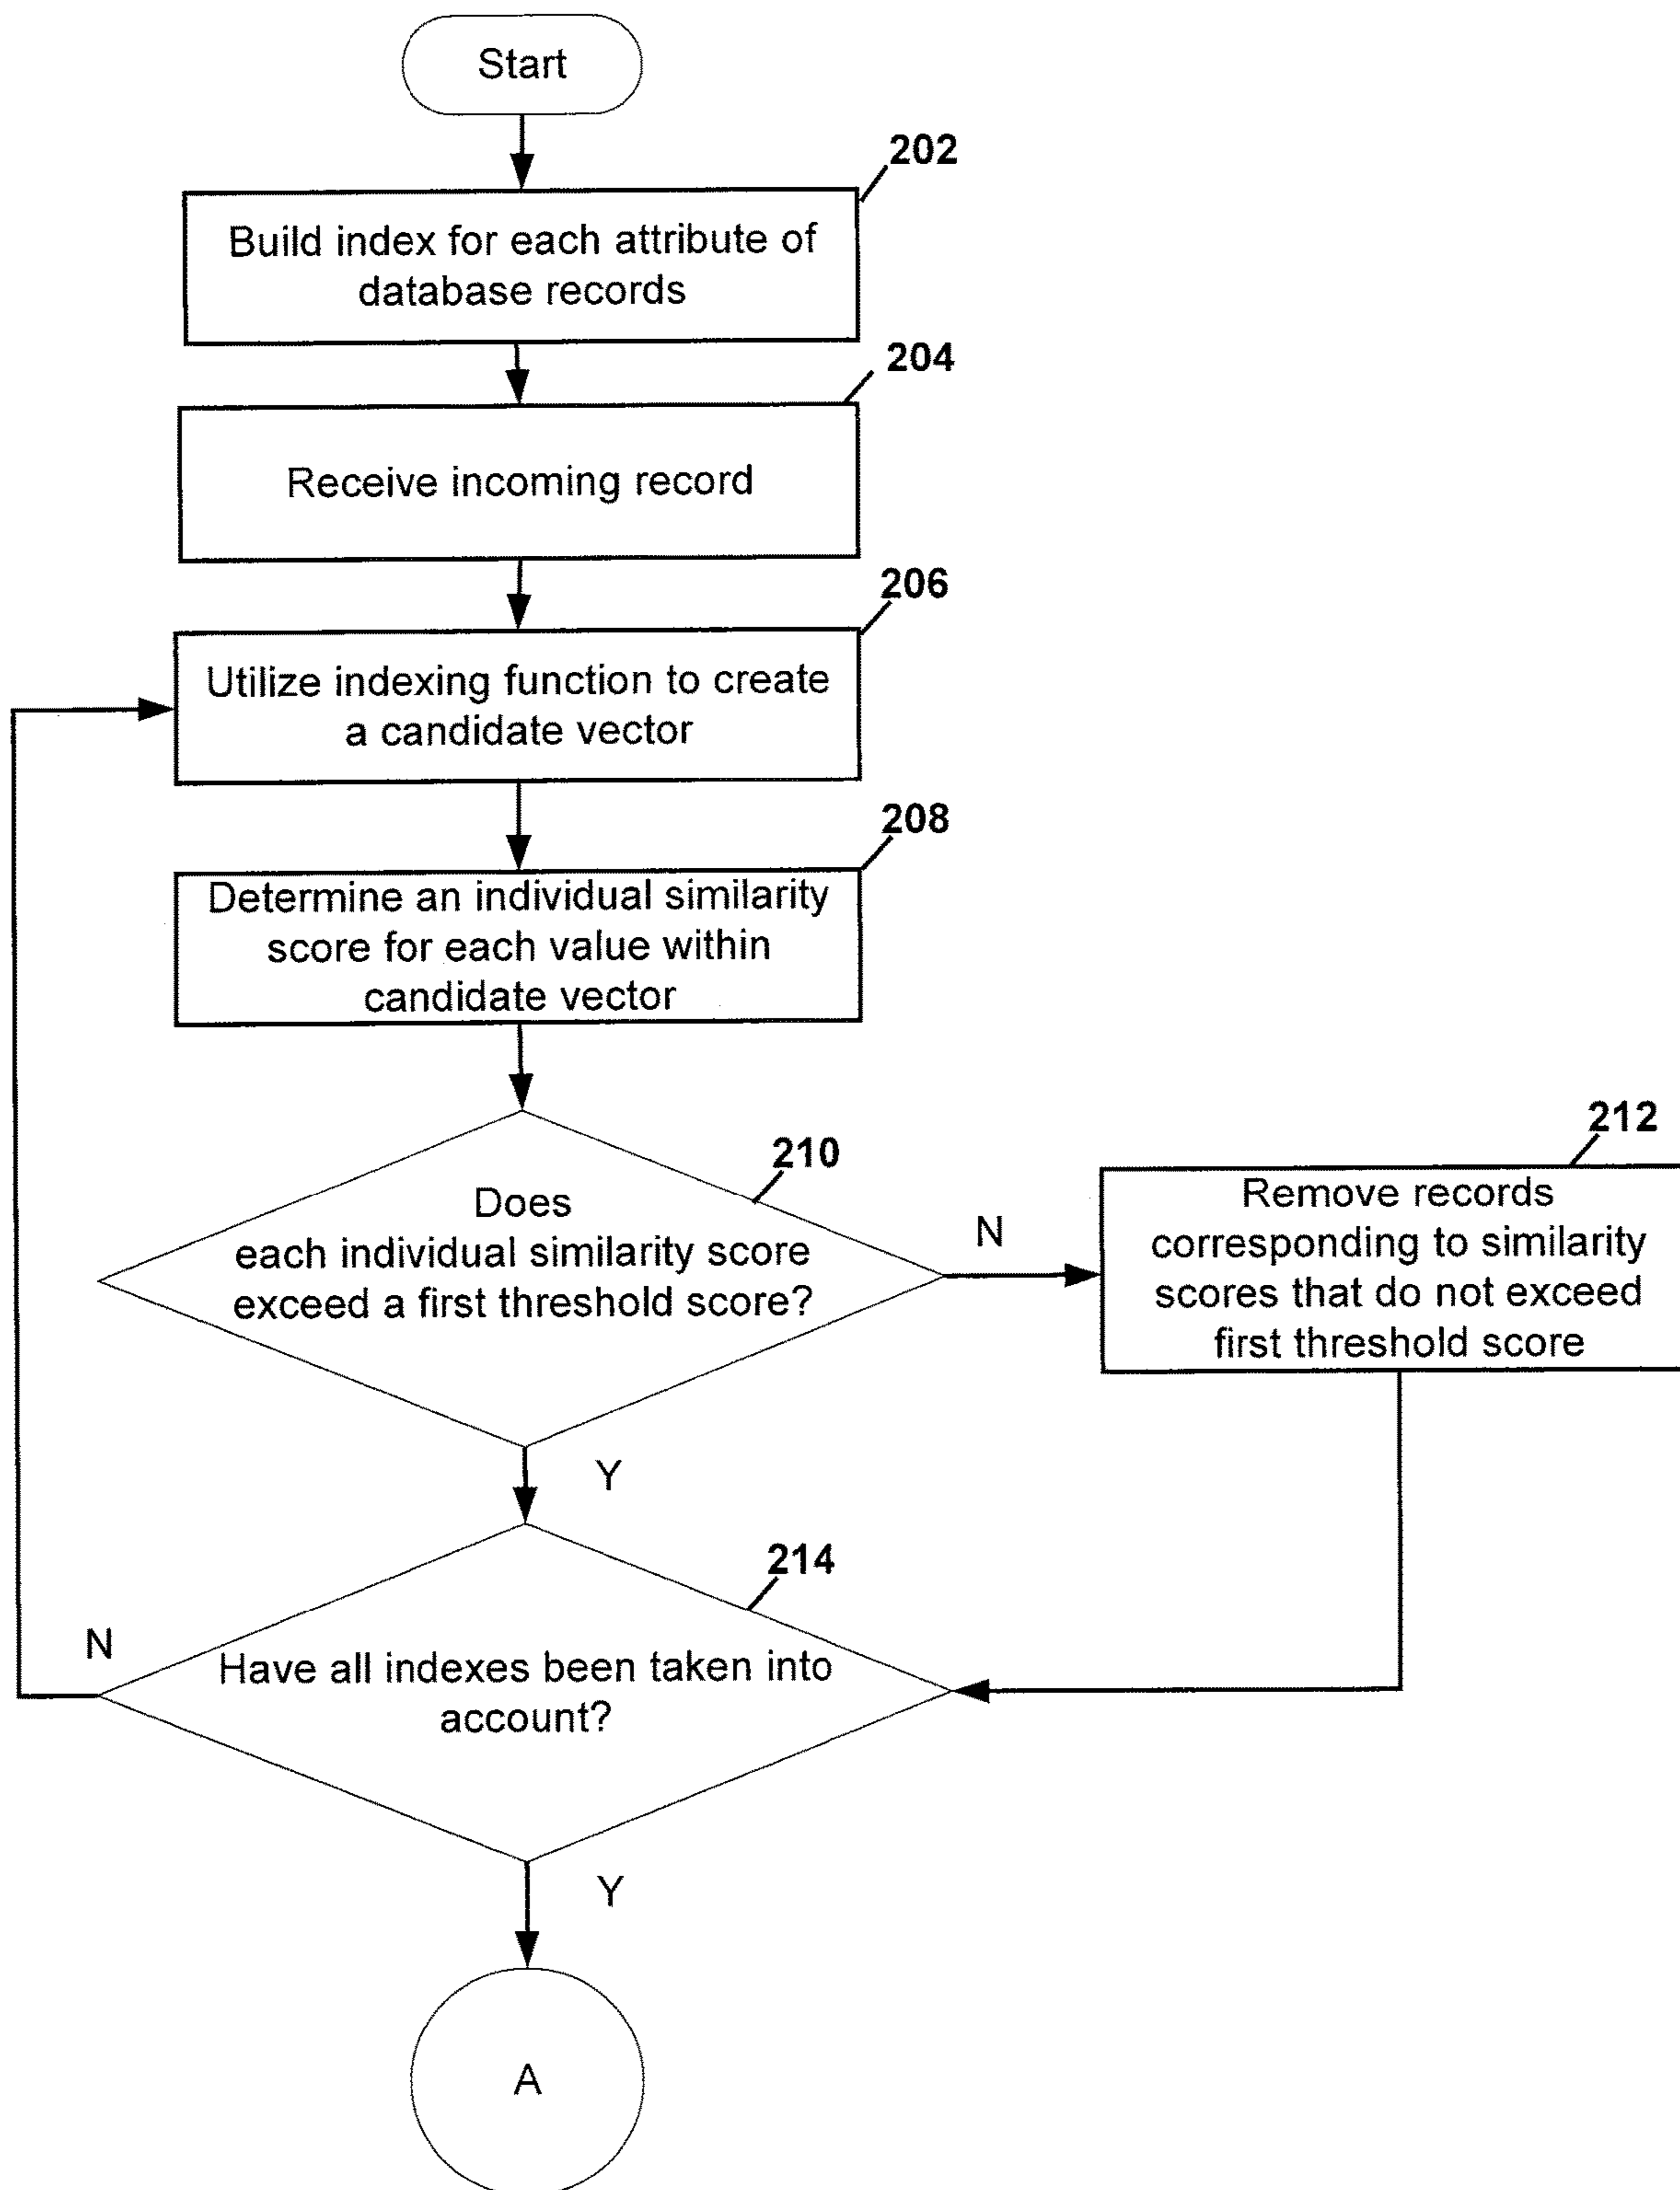 Start
202
Build index for each attribute of
database records
204
Receive incoming record
206
Utilize indexing function to create
a candidate vector
208
Determine an individual similarity
score for each value within
candidate vector
210
Does
each individual similarity score
exceed a first threshold score?
N
212
Remove records
corresponding to similarity
scores that do not exceed
first threshold score
Y
214
N
Have all indexes been taken into
account?
Y
A